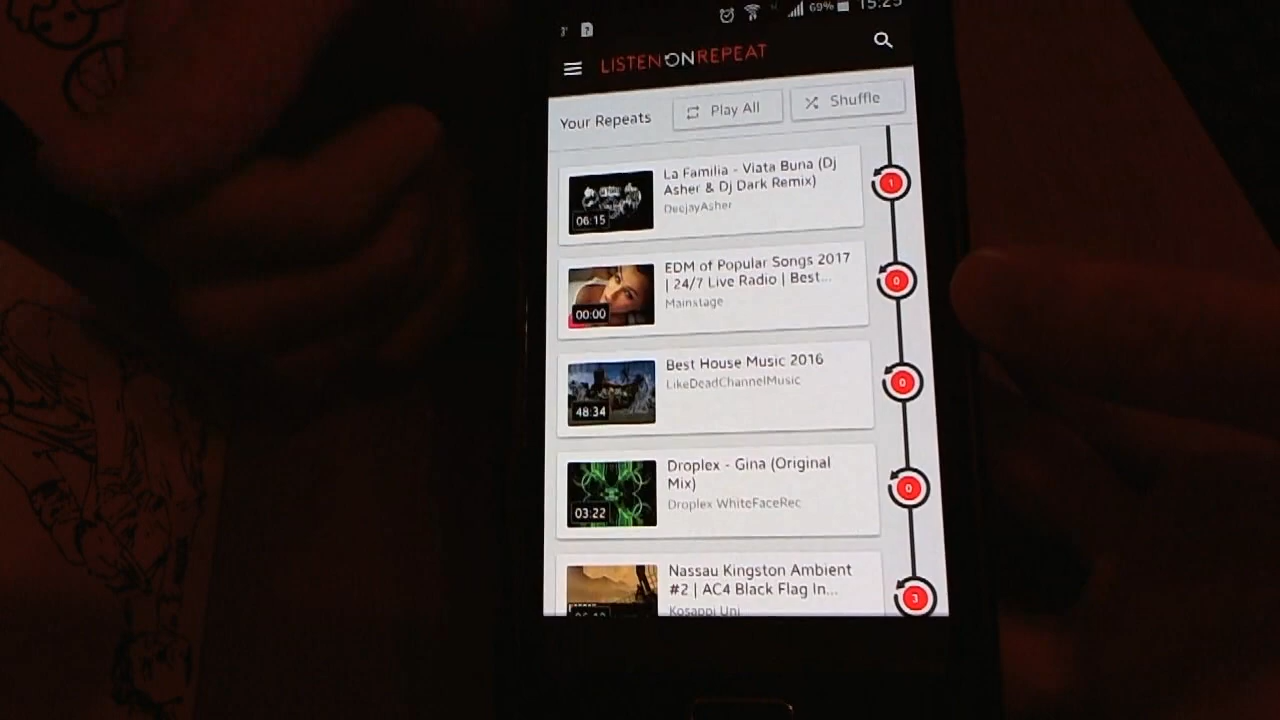 69% 15:25
LISTENONREPEAT
Your Repeats Play All Shuffle
La Familia - Viata Buna (Dj
Asher & Dj Dark Remix)
DeejayAsher
06:15
1
EDM of Popular Songs 2017
| 24/7 Live Radio | Best...
Mainstage
00:00
0
Best House Music 2016
LikeDeadChannelMusic
48:34
0
Droplex - Gina (Original
Mix)
Droplex WhiteFaceRec
03:22
0
Nassau Kingston Ambient
#2 | AC4 Black Flag In...
Kosappi Uni
3